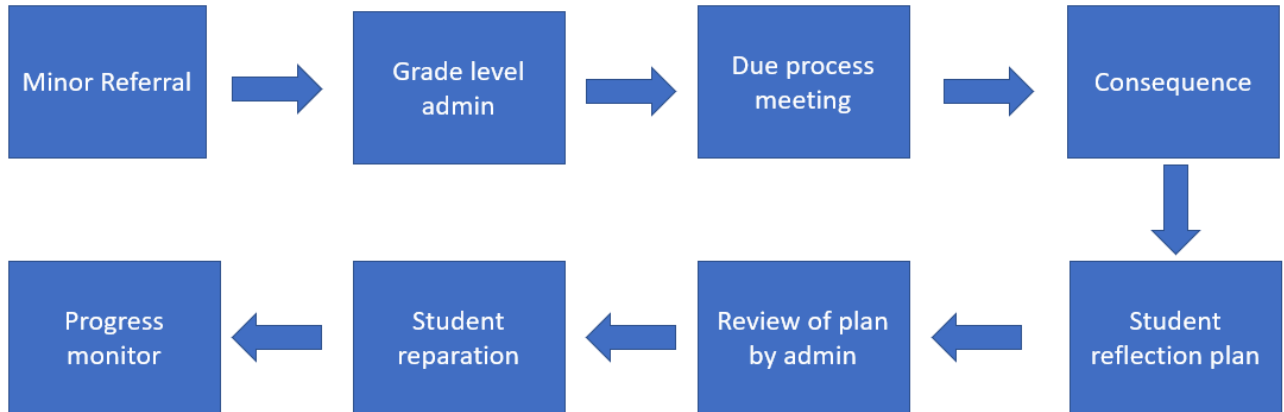 Minor Referral
Grade level
admin
Due process
meeting
Consequence
Student
reflection plan
Review of plan
by admin
Student
reparation
Progress
monitor